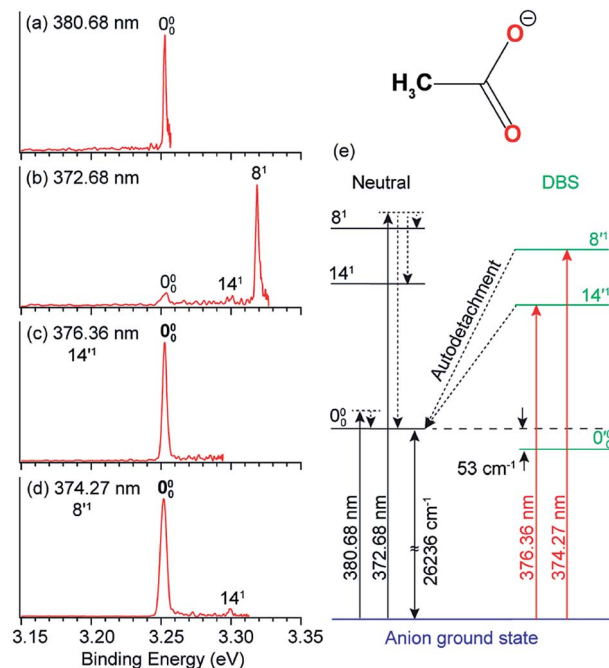 (a) 380.68 nm
0⁰₀
(b) 372.68 nm
8¹
0⁰₀
14¹
(c) 376.36 nm
14'¹
0⁰₀
(d) 374.27 nm
8'¹
0⁰₀
14¹
3.15 3.20 3.25 3.30 3.35
Binding Energy (eV)
O⊖
H₃C
O
(e)
Neutral
DBS
8¹
14¹
0⁰₀
8'¹
14'¹
Autodetachment
53 cm⁻¹
380.68 nm
372.68 nm
≈ 26236 cm⁻¹
376.36 nm
374.27 nm
Anion ground state